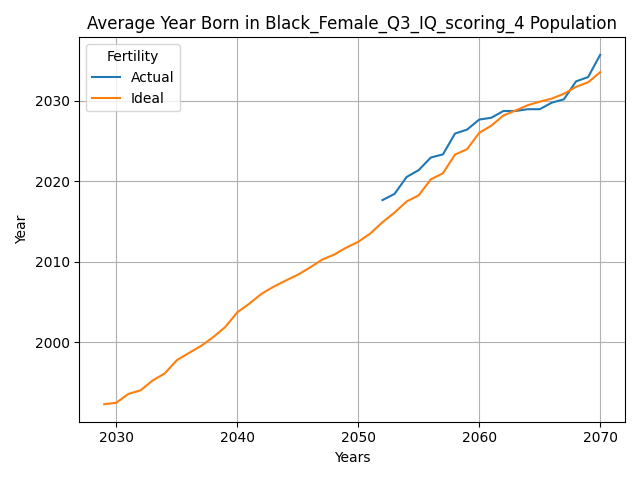 Average Year Born in Black_Female_Q3_IQ_scoring_4 Population
Fertility
Actual
Ideal
Year
2030
2020
2010
2000
2030 2040 2050 2060 2070
Years